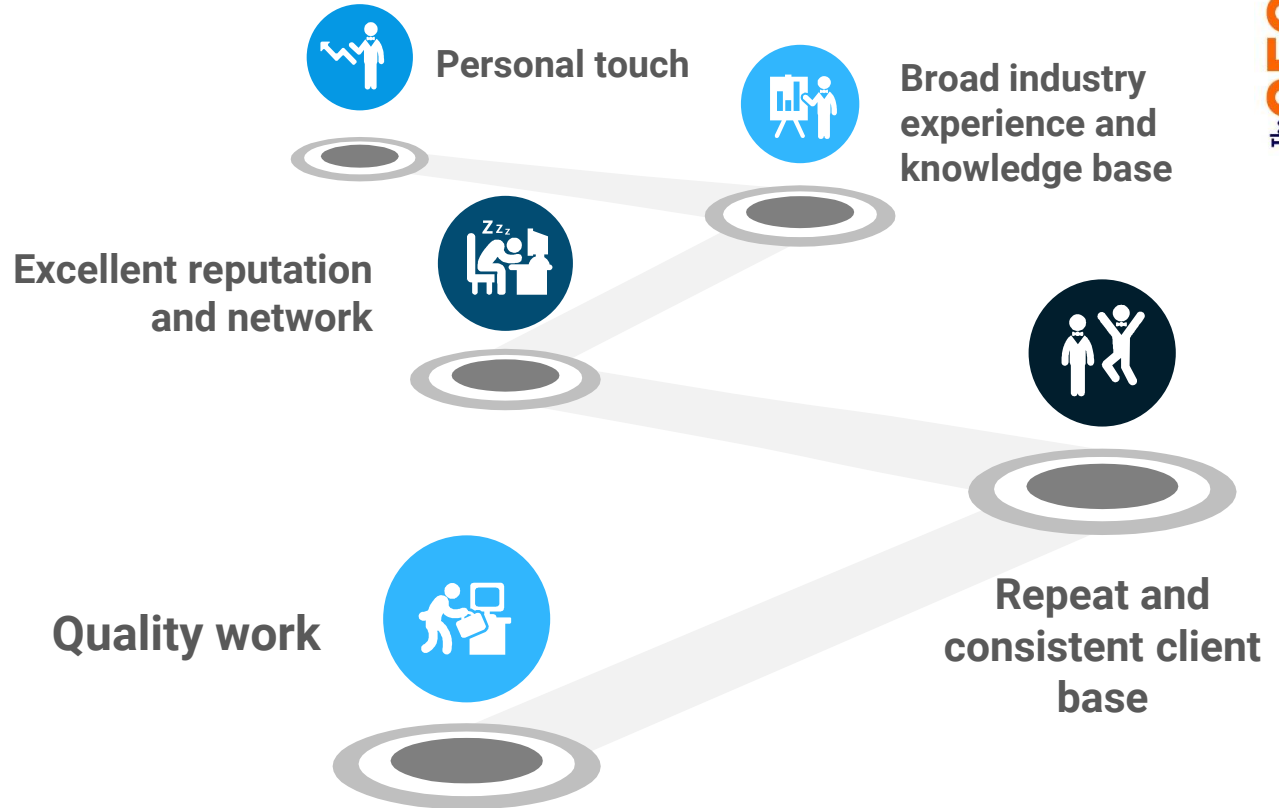 Personal touch
Broad industry
experience and
knowledge base
Zzz
Excellent reputation
and network
Repeat and
consistent client
base
Quality work